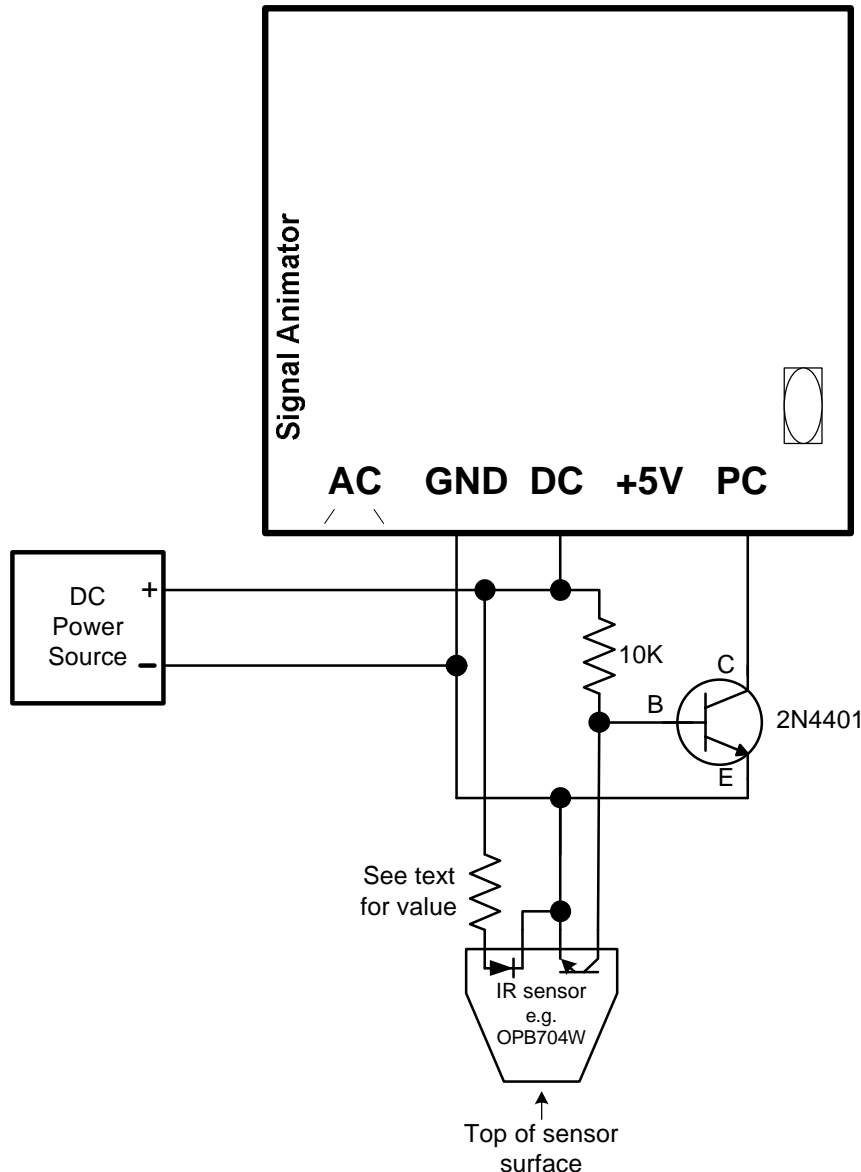 Signal Animator
AC GND DC +5V PC
DC
Power
Source
+
-
10K
C
B
E
2N4401
See text
for value
IR sensor
e.g.
OPB704W
Top of sensor
surface